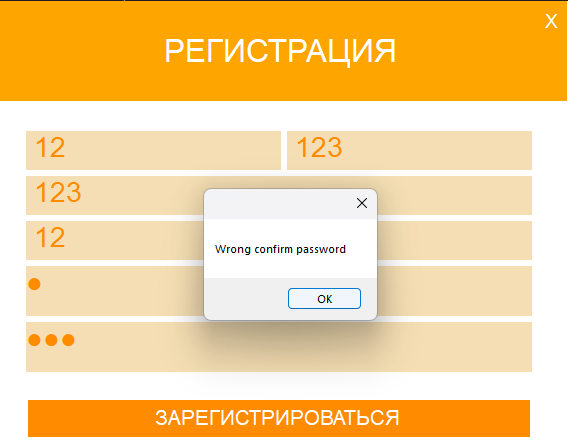 X
РЕГИСТРАЦИЯ
12 123
123
Wrong confirm password
12
OK
●
●●●
ЗАРЕГИСТРИРОВАТЬСЯ